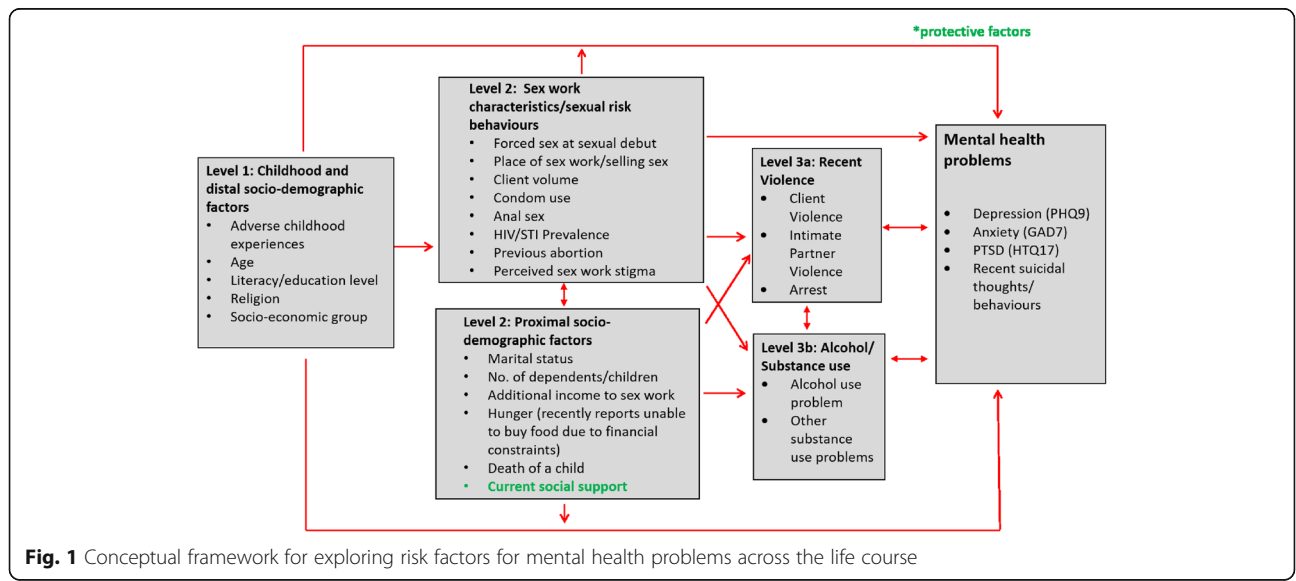 *protective factors
Level 1: Childhood and
distal socio-demographic
factors
• Adverse childhood
experiences
• Age
• Literacy/education level
• Religion
• Socio-economic group
Level 2: Sex work
characteristics/sexual risk
behaviours
• Forced sex at sexual debut
• Place of sex work/selling sex
• Client volume
• Condom use
• Anal sex
• HIV/STI Prevalence
• Previous abortion
• Perceived sex work stigma
Level 2: Proximal socio-
demographic factors
• Marital status
• No. of dependents/children
• Additional income to sex work
• Hunger (recently reports unable
to buy food due to financial
constraints)
• Death of a child
• Current social support
Level 3a: Recent
Violence
• Client
Violence
• Intimate
Partner
Violence
• Arrest
Level 3b: Alcohol/
Substance use
• Alcohol use
problem
• Other
substance
use problems
Mental health
problems
• Depression (PHQ9)
• Anxiety (GAD7)
• PTSD (HTQ17)
• Recent suicidal
thoughts/
behaviours
Fig. 1 Conceptual framework for exploring risk factors for mental health problems across the life course